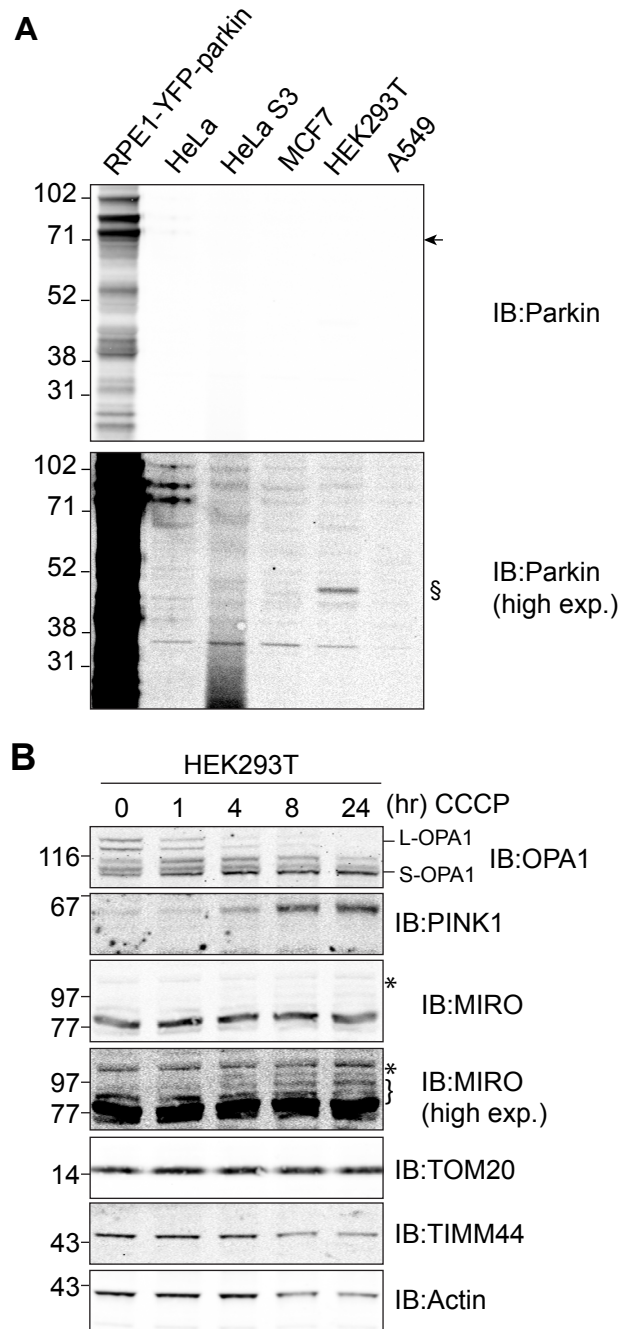 A
RPE1-YFP-parkin
HeLa
HeLa S3
MCF7
HEK293T
A549
102
71
52
38
31
IB:Parkin
102
71
52
38
31
§
IB:Parkin
(high exp.)
B
HEK293T
0 1 4 8 24 (hr) CCCP
116
L-OPA1
S-OPA1
IB:OPA1
67
IB:PINK1
97
77
*
IB:MIRO
97
77
*
}
IB:MIRO
(high exp.)
14
IB:TOM20
43
IB:TIMM44
43
IB:Actin